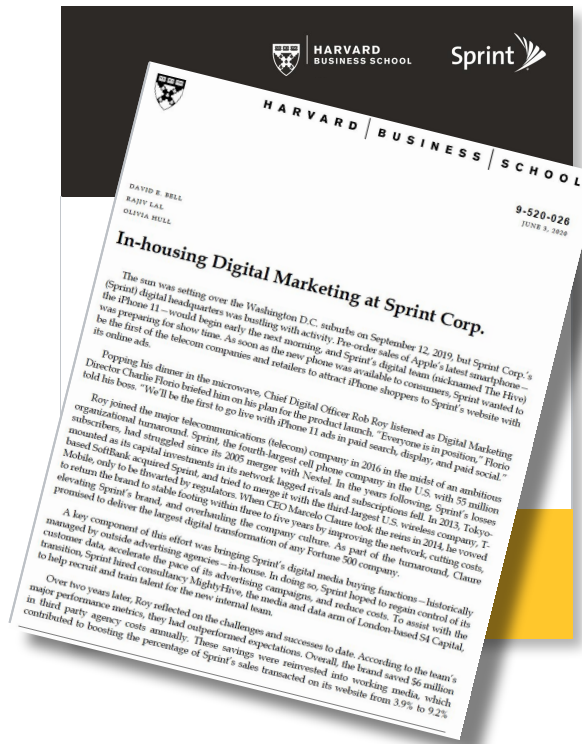 HARVARD
BUSINESS SCHOOL
Sprint
HARVARD | BUSINESS | SCHOOL
DAVID E. BELL
RAJIV LAL
OLIVIA HULL
9-520-026
JUNE 3, 2020
In-housing Digital Marketing at Sprint Corp.
The sun was setting over the Washington D.C. suburbs on September 12, 2019, but Sprint Corp.'s
(Sprint) digital headquarters was bustling with activity. Pre-order sales of Apple's latest smartphone—
the iPhone 11—would begin early the next morning, and Sprint's digital team (nicknamed The Hive)
was preparing for show time. As soon as the new phone was available to consumers, Sprint wanted to
be the first of the telecom companies and retailers to attract iPhone shoppers to Sprint's website with
its online ads.
Popping his dinner in the microwave, Chief Digital Officer Rob Roy listened as Digital Marketing
Director Charlie Florio briefed him on his plan for the product launch. "Everyone is in position," Florio
told his boss. "We'll be the first to go live with iPhone 11 ads in paid search, display, and paid social."
Roy joined the major telecommunications (telecom) company in 2016 in the midst of an ambitious
organizational turnaround. Sprint, the fourth-largest cell phone company in the U.S. with 55 million
subscribers, had struggled since its 2005 merger with Nextel. In the years following, Sprint's losses
mounted as its capital investments in its network lagged rivals and subscriptions fell. In 2013, Tokyo-
based SoftBank acquired Sprint, and tried to merge it with the third-largest U.S. wireless company, T-
Mobile, only to be thwarted by regulators. When CEO Marcelo Claure took the reins in 2014, he vowed
to return the brand to stable footing within three to five years by improving the network, cutting costs,
elevating Sprint's brand, and overhauling the company culture. As part of the turnaround, Claure
promised to deliver the largest digital transformation of any Fortune 500 company.
A key component of this effort was bringing Sprint's digital media buying functions—historically
managed by outside advertising agencies—in-house. In doing so, Sprint hoped to regain control of its
customer data, accelerate the pace of its advertising campaigns, and reduce costs. To assist with the
transition, Sprint hired consultancy MightyHive, the media and data arm of London-based S4 Capital,
to help recruit and train talent for the new internal team.
Over two years later, Roy reflected on the challenges and successes to date. According to the team's
major performance metrics, they had outperformed expectations. Overall, the brand saved $6 million
in third party agency costs annually. These savings were reinvested into working media, which
contributed to boosting the percentage of Sprint's sales transacted on its website from 3.9% to 9.2%